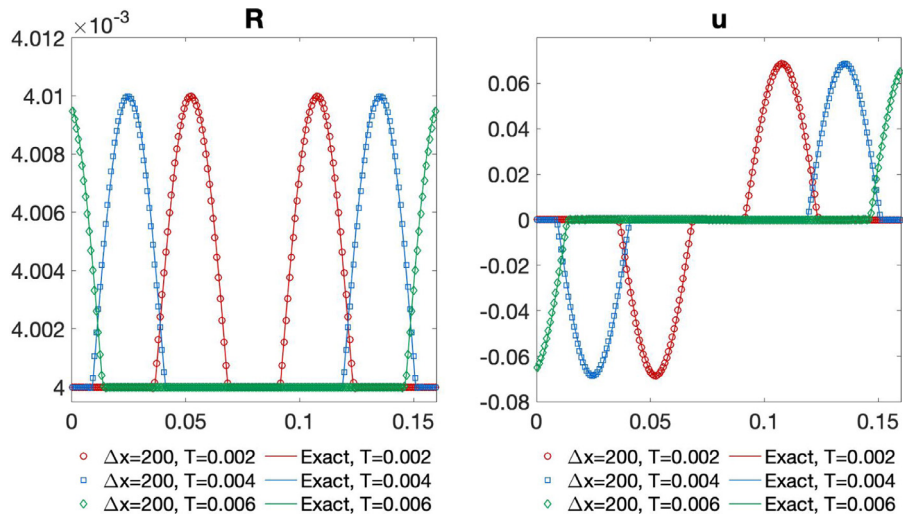 R
×10⁻³
4.012
4.01
4.008
4.006
4.004
4.002
4
0 0.05 0.1 0.15
Δx=200, T=0.002 Exact, T=0.002
Δx=200, T=0.004 Exact, T=0.004
Δx=200, T=0.006 Exact, T=0.006
u
0.06
0.04
0.02
0
-0.02
-0.04
-0.06
-0.08
0 0.05 0.1 0.15
Δx=200, T=0.002 Exact, T=0.002
Δx=200, T=0.004 Exact, T=0.004
Δx=200, T=0.006 Exact, T=0.006